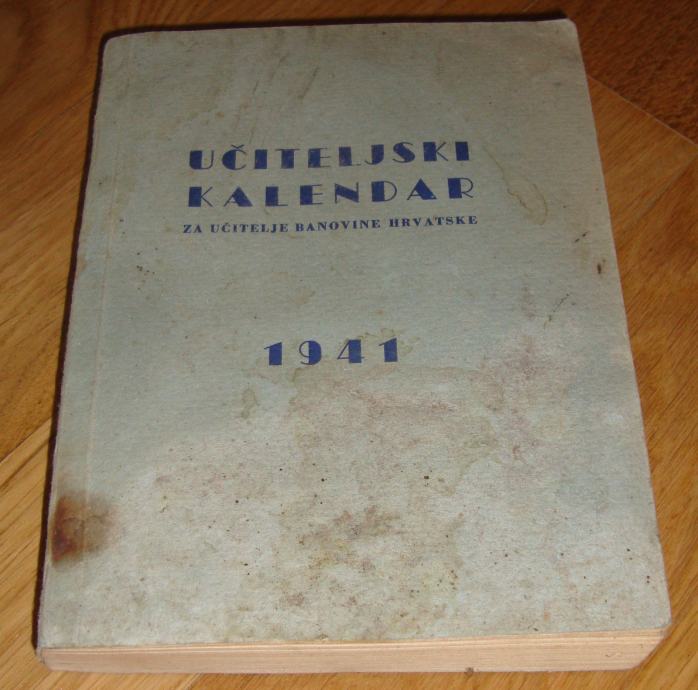 UČITELJSKI
KALENDAR
ZA UČITELJE BANOVINE HRVATSKE
1941